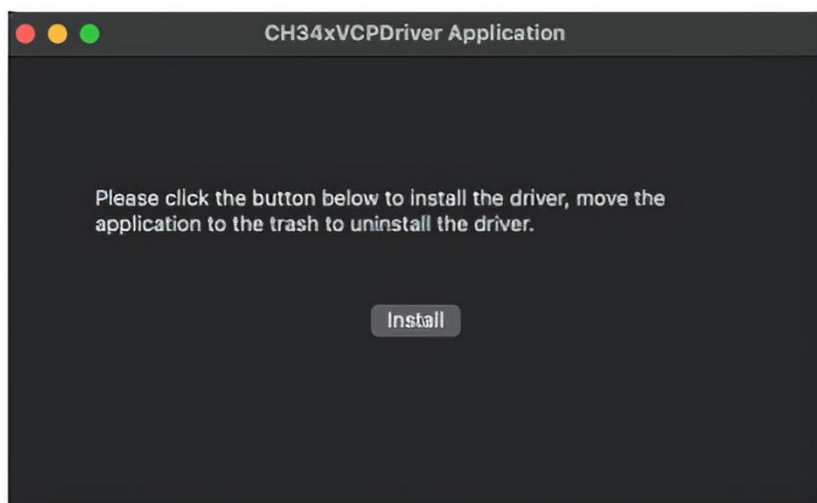 CH34xVCPDriver Application
Please click the button below to install the driver, move the
application to the trash to uninstall the driver.
Install